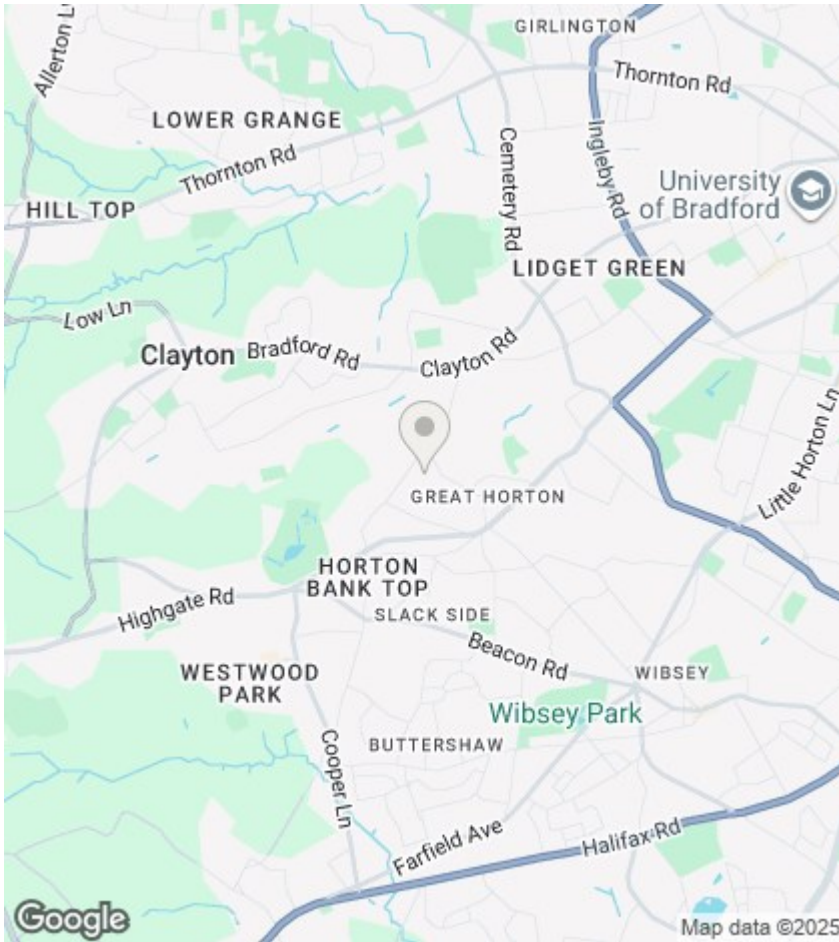 GIRLINGTON
Allerton Ln
Thornton Rd
LOWER GRANGE
Thornton Rd
Cemetery Rd
Ingleby Rd
University
of Bradford
HILL TOP
LIDGET GREEN
Low Ln
Clayton
Bradford Rd
Clayton Rd
Little Horton Ln
GREAT HORTON
HORTON
BANK TOP
Highgate Rd
SLACK SIDE
Beacon Rd
WESTWOOD
PARK
WIBSEY
Wibsey Park
Cooper Ln
BUTTERSHAW
Farfield Ave
Halifax Rd
Google
Map data ©2025